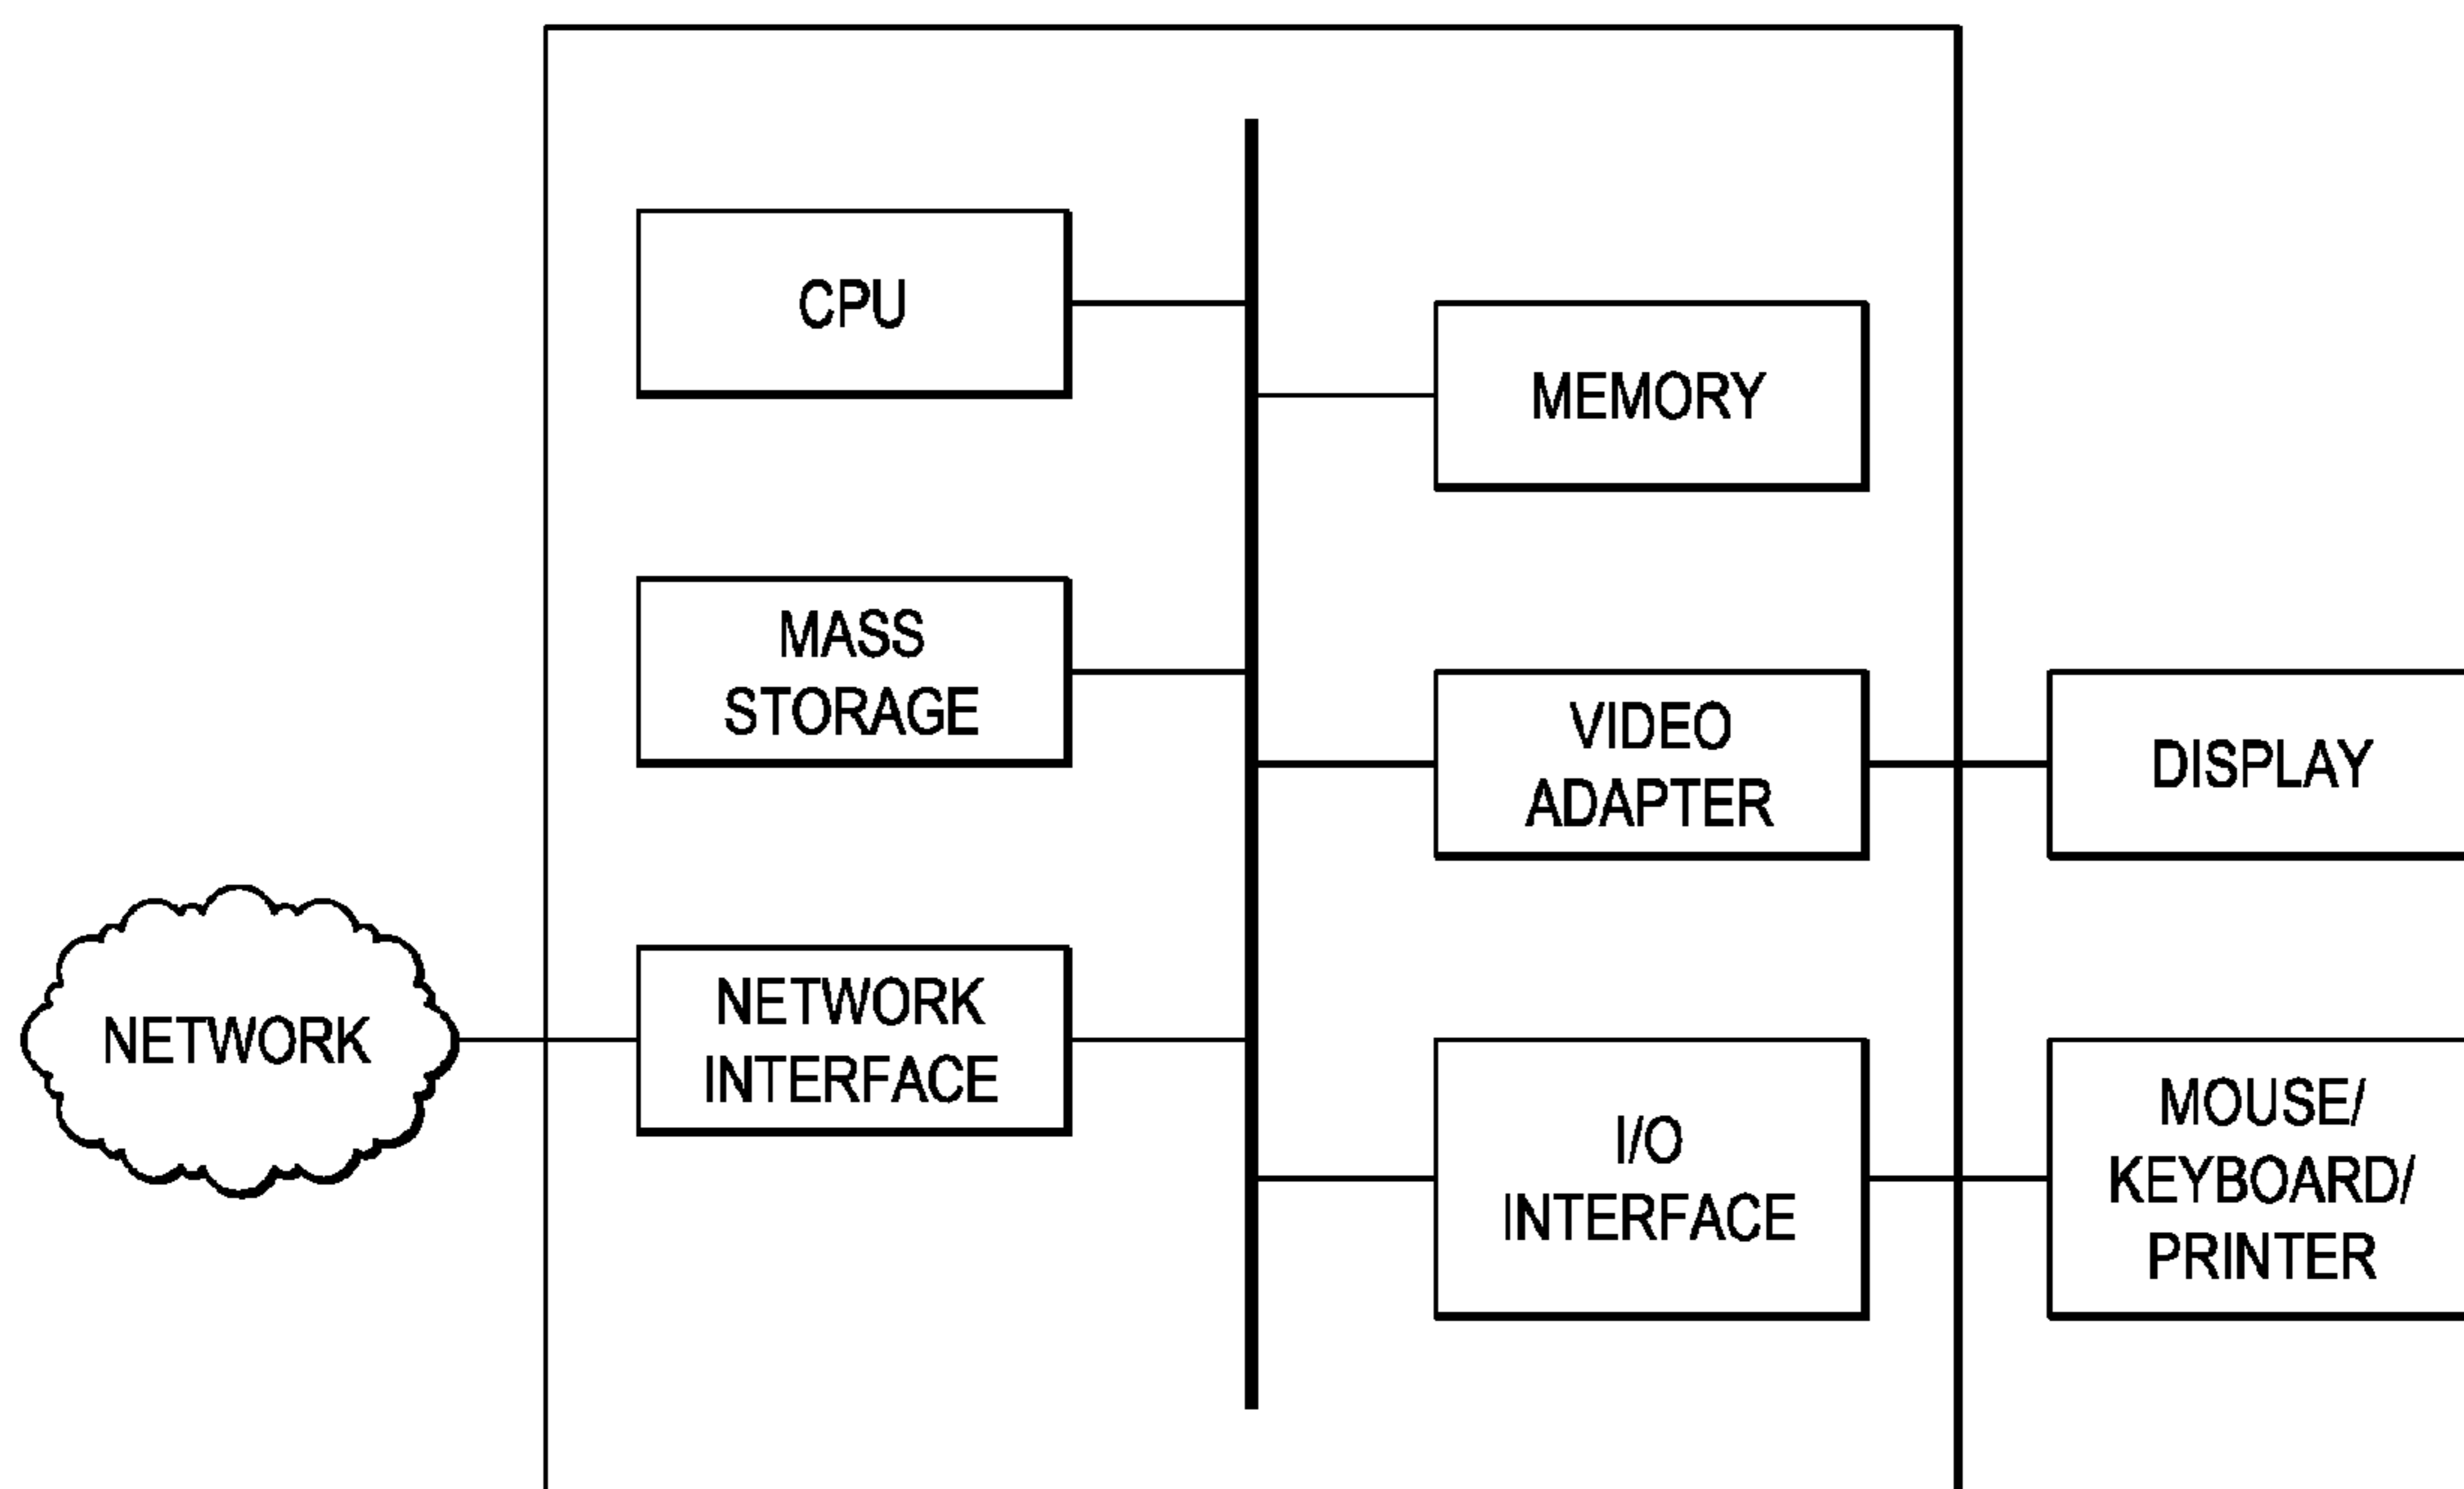 CPU
MEMORY
MASS
STORAGE
VIDEO
ADAPTER
DISPLAY
NETWORK
NETWORK
INTERFACE
I/O
INTERFACE
MOUSE/
KEYBOARD/
PRINTER